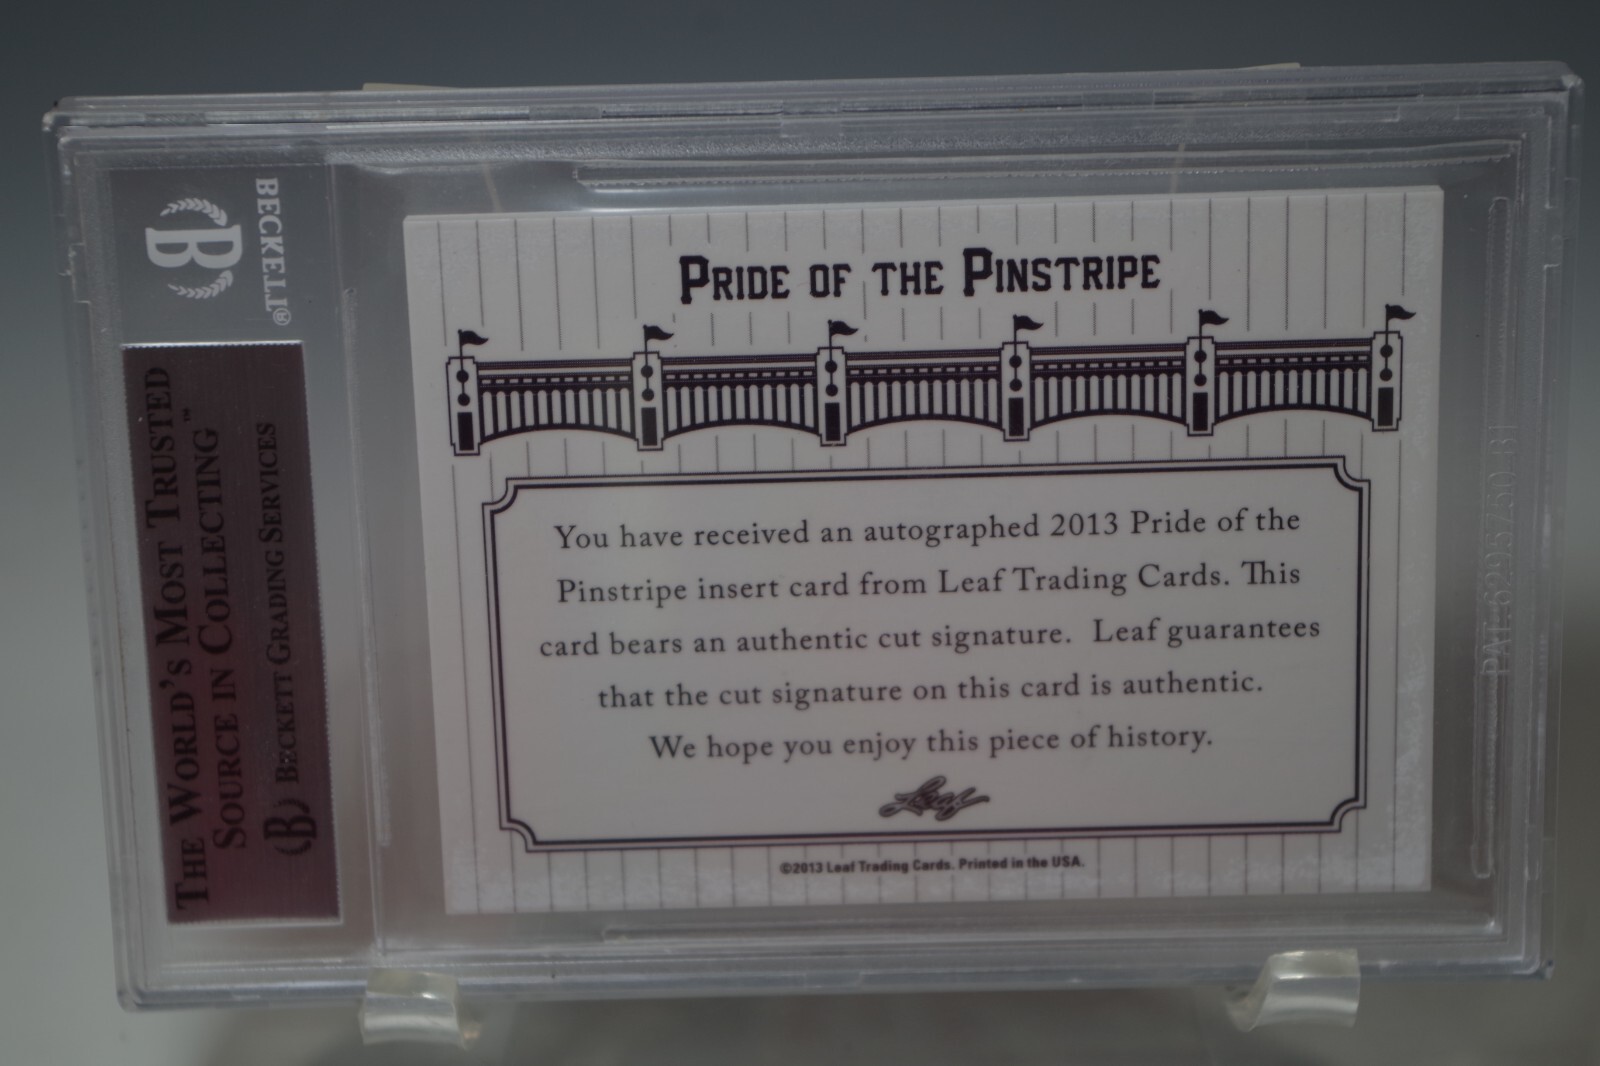 BECKETT®
B
THE WORLD'S MOST TRUSTED
SOURCE IN COLLECTING™
B BECKETT GRADING SERVICES
PRIDE OF THE PINSTRIPE
You have received an autographed 2013 Pride of the
Pinstripe insert card from Leaf Trading Cards. This
card bears an authentic cut signature. Leaf guarantees
that the cut signature on this card is authentic.
We hope you enjoy this piece of history.
Leaf
©2013 Leaf Trading Cards. Printed in the USA.